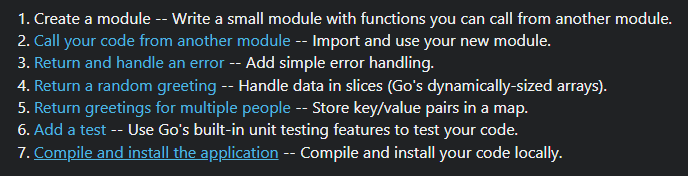 1. Create a module -- Write a small module with functions you can call from another module.
2. Call your code from another module -- Import and use your new module.
3. Return and handle an error -- Add simple error handling.
4. Return a random greeting -- Handle data in slices (Go's dynamically-sized arrays).
5. Return greetings for multiple people -- Store key/value pairs in a map.
6. Add a test -- Use Go's built-in unit testing features to test your code.
7. Compile and install the application -- Compile and install your code locally.